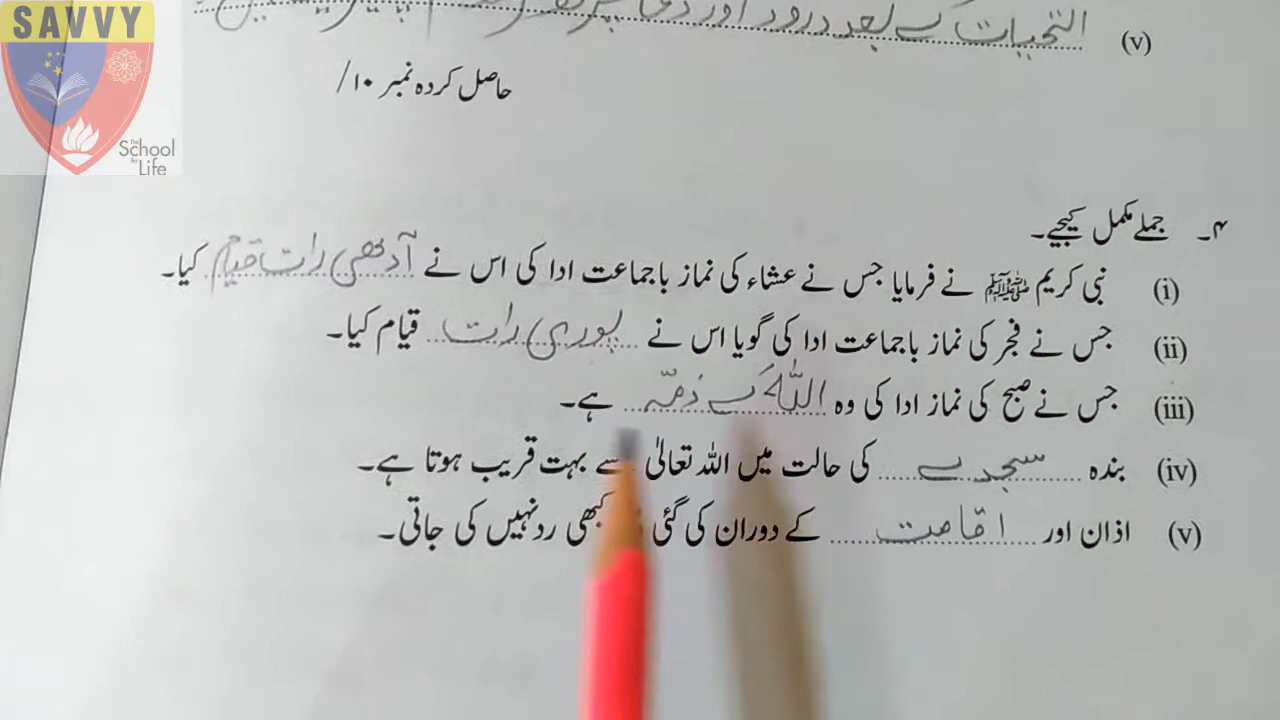 SAVVY
The School for Life
(v) التحیات کے بعد درود اور دعا
حاصل کردہ نمبر ۱۰/
۴۔ جملے مکمل کیجیے۔
(i) نبی کریم ﷺ نے فرمایا جس نے عشاء کی نماز باجماعت ادا کی اس نے آدھی رات قیام کیا۔
(ii) جس نے فجر کی نماز باجماعت ادا کی گویا اس نے پوری رات قیام کیا۔
(iii) جس نے صبح کی نماز ادا کی وہ اللہ کے ذمّہ ہے۔
(iv) بندہ سجدے کی حالت میں اللہ تعالیٰ سے بہت قریب ہوتا ہے۔
(v) اذان اور اقامت کے دوران کی گئی کبھی رد نہیں کی جاتی۔